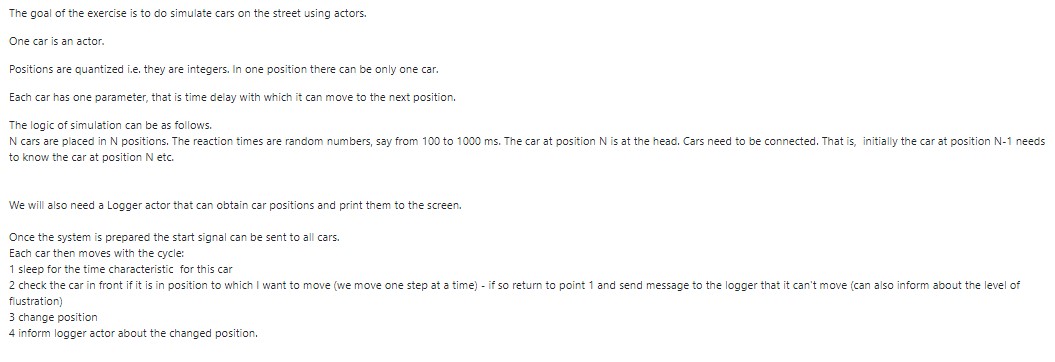 The goal of the exercise is to do simulate cars on the street using actors.
One car is an actor.
Positions are quantized i.e. they are integers. In one position there can be only one car.
Each car has one parameter, that is time delay with which it can move to the next position.
The logic of simulation can be as follows.
N cars are placed in N positions. The reaction times are random numbers, say from 100 to 1000 ms. The car at position N is at the head. Cars need to be connected. That is, initially the car at position N-1 needs
to know the car at position N etc.
We will also need a Logger actor that can obtain car positions and print them to the screen.
Once the system is prepared the start signal can be sent to all cars.
Each car then moves with the cycle:
1 sleep for the time characteristic for this car
2 check the car in front if it is in position to which I want to move (we move one step at a time) - if so return to point 1 and send message to the logger that it can't move (can also inform about the level of
flustration)
3 change position
4 inform logger actor about the changed position.